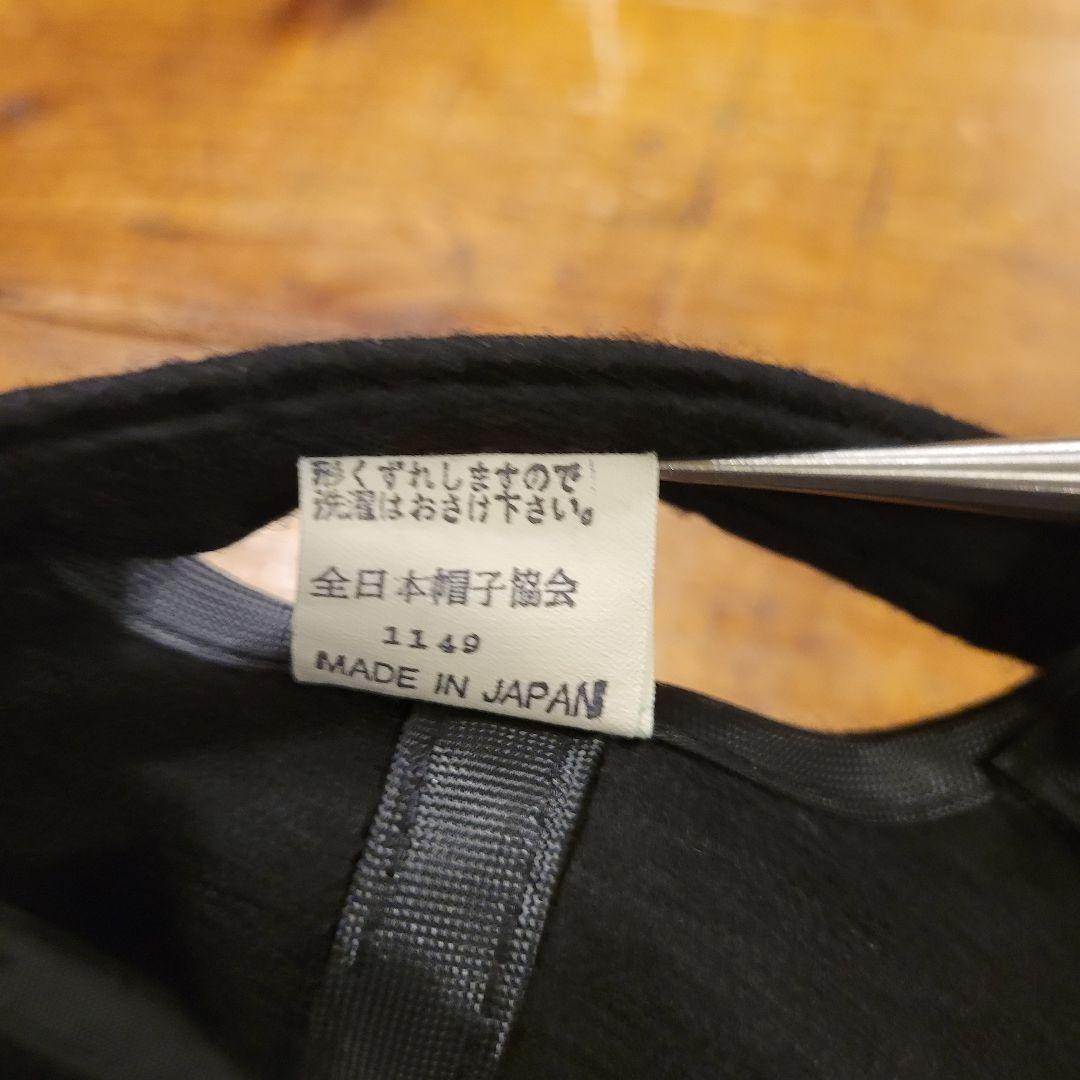 形くずれしますので
洗濯はおさけ下さい。
全日本帽子協会
1149
MADE IN JAPAN